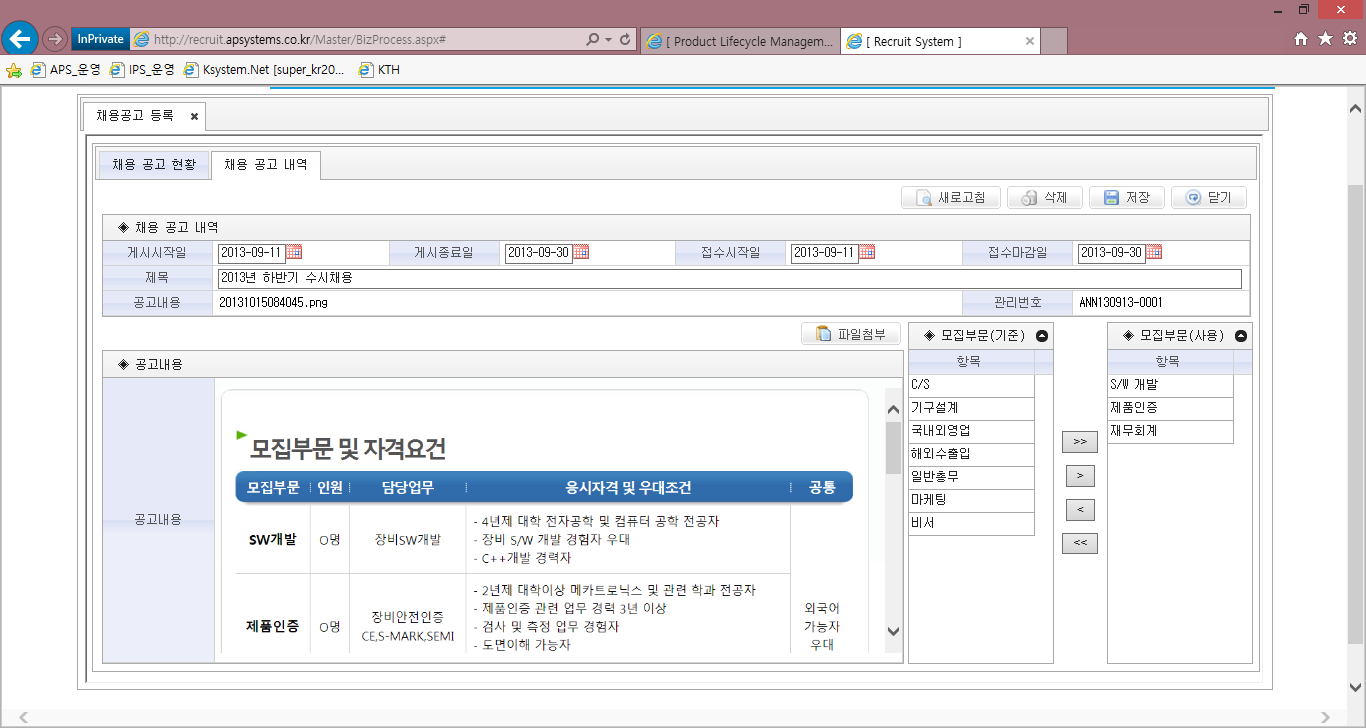 InPrivate
http://recruit.apsystems.co.kr/Master/BizProcess.aspx#
[ Product Lifecycle Managem...
[ Recruit System ]
APS_운영
IPS_운영
Ksystem.Net [super_kr20...
KTH
채용공고 등록
채용 공고 현황
채용 공고 내역
새로고침
삭제
저장
닫기
◈ 채용 공고 내역
게시시작일 2013-09-11 게시종료일 2013-09-30 접수시작일 2013-09-11 접수마감일 2013-09-30
제목 2013년 하반기 수시채용
공고내용 20131015084045.png 관리번호 ANN130913-0001
파일첨부
◈ 공고내용
공고내용
모집부문 및 자격요건
모집부문 인원 담당업무 응시자격 및 우대조건 공통
SW개발 O명 장비SW개발
- 4년제 대학 전자공학 및 컴퓨터 공학 전공자
- 장비 S/W 개발 경험자 우대
- C++개발 경력자
제품인증 O명
장비안전인증
CE,S-MARK,SEMI
- 2년제 대학이상 메카트로닉스 및 관련 학과 전공자
- 제품인증 관련 업무 경력 3년 이상
- 검사 및 측정 업무 경험자
- 도면이해 가능자
외국어
가능자
우대
◈ 모집부문(기준)
항목
C/S
기구설계
국내외영업
해외수출입
일반총무
마케팅
비서
>>
>
<
<<
◈ 모집부문(사용)
항목
S/W 개발
제품인증
재무회계